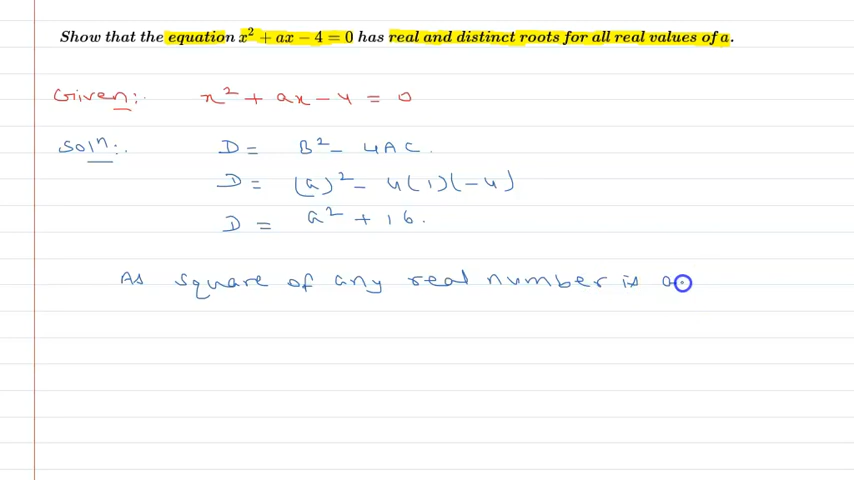 Show that the equation x² + ax − 4 = 0 has real and distinct roots for all real values of a.
Given:. x² + ax − 4 = 0
Solⁿ:. D = B² − 4AC.
D = (a)² − 4(1)(−4)
D = a² + 16.
As square of any real number is